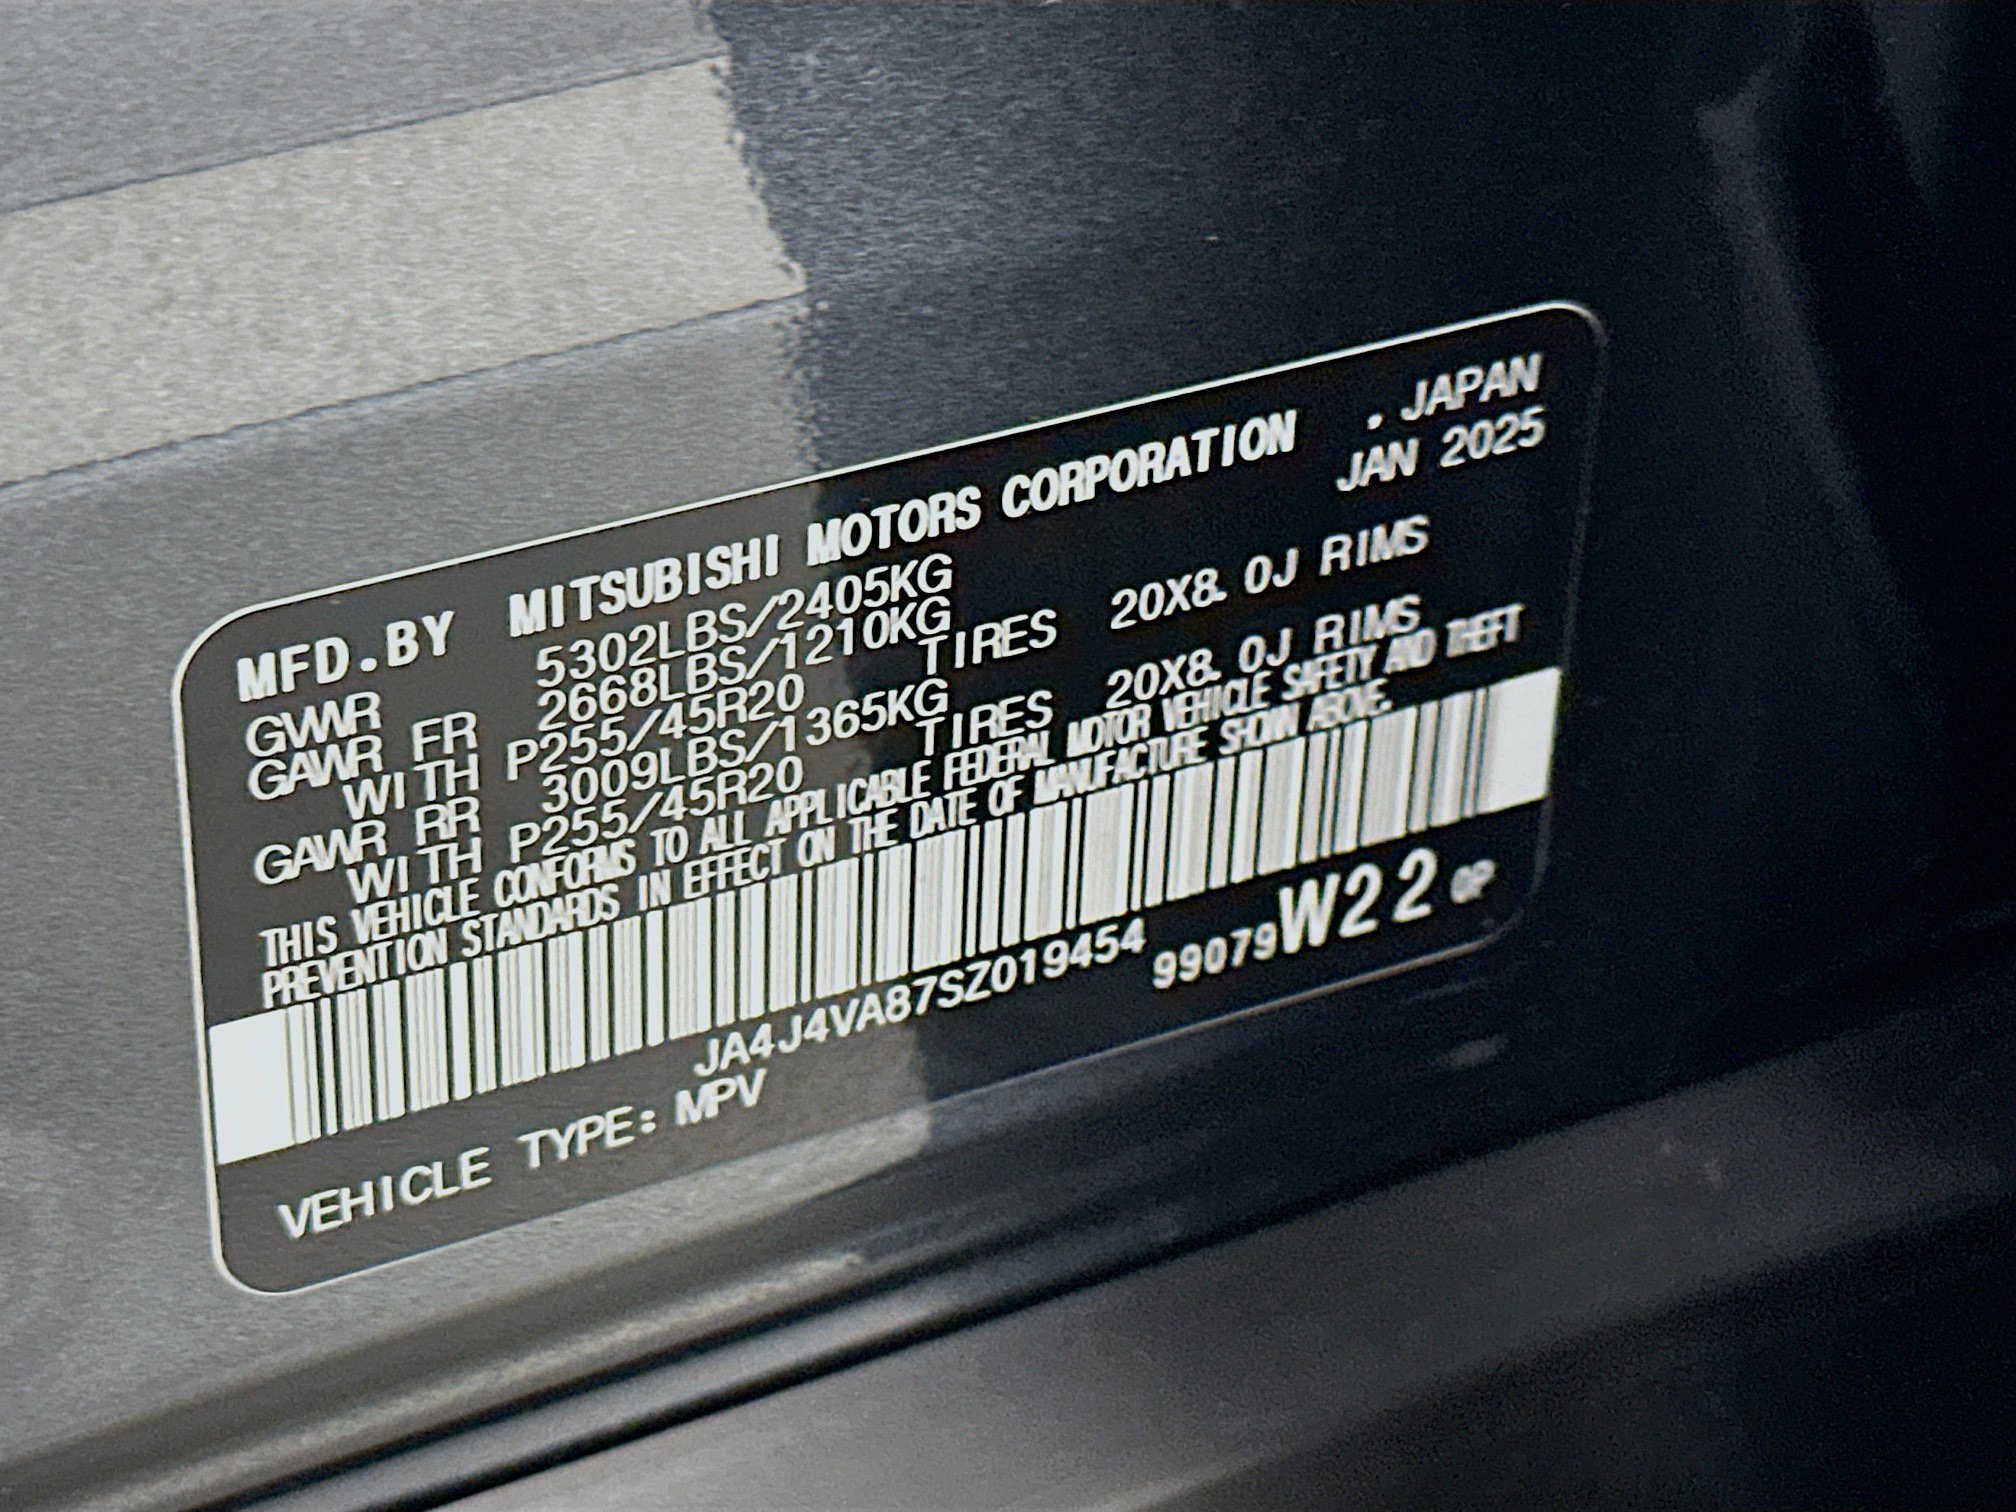 MFD.BY MITSUBISHI MOTORS CORPORATION . JAPAN
JAN 2025
GVWR 5302LBS/2405KG
GAWR FR 2668LBS/1210KG
WITH P255/45R20 TIRES 20X8.0J RIMS
GAWR RR 3009LBS/1365KG
WITH P255/45R20 TIRES 20X8.0J RIMS
THIS VEHICLE CONFORMS TO ALL APPLICABLE FEDERAL MOTOR VEHICLE SAFETY AND THEFT
PREVENTION STANDARDS IN EFFECT ON THE DATE OF MANUFACTURE SHOWN ABOVE.
JA4J4VA87SZ019454 99079W22
VEHICLE TYPE: MPV